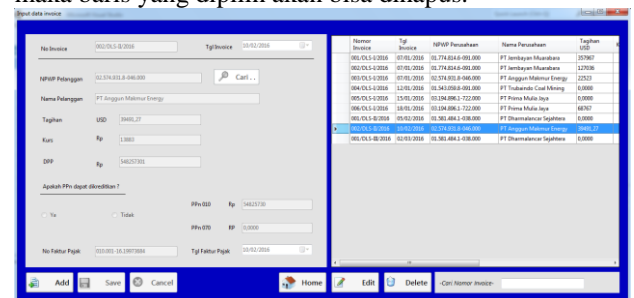 maka baris yang dipilih akan bisa dihapus.
Input data invoice
No Invoice 002/DLS-II/2016 Tgl Invoice 10/02/2016
NPWP Pelanggan 02.574.931.8-046.000 Cari . .
Nama Pelanggan PT Anggun Makmur Energy
Tagihan USD 39491,27
Kurs Rp 13883
DPP Rp 548257301
Apakah PPn dapat dikreditkan ?
Ya Tidak
PPn 010 Rp 54825730
PPn 070 RP 0,0000
No Faktur Pajak 010.001-16.19973684 Tgl Faktur Pajak 10/02/2016
Add Save Cancel Home
Nomor Invoice Tgl Invoice NPWP Perusahaan Nama Perusahaan Tagihan USD
001/DLS-I/2016 07/01/2016 01.774.814.6-091.000 PT Jembayan Muarabara 357867
002/DLS-I/2016 07/01/2016 01.774.814.6-091.000 PT Jembayan Muarabara 127036
003/DLS-I/2016 07/01/2016 02.574.931.8-046.000 PT Anggun Makmur Energy 22523
004/DLS-I/2016 12/01/2016 01.543.059.8-091.000 PT Trubaindo Coal Mining 0,0000
005/DLS-I/2016 15/01/2016 03.194.896.1-722.000 PT Prima Mulia Jaya 0,0000
006/DLS-I/2016 18/01/2016 03.194.896.1-722.000 PT Prima Mulia Jaya 68767
001/DLS-II/2016 05/02/2016 01.581.484.1-038.000 PT Dharmalancar Sejahtera 0,0000
002/DLS-II/2016 10/02/2016 02.574.931.8-046.000 PT Anggun Makmur Energy 39491,27
001/DLS-III/2016 02/03/2016 01.581.484.1-038.000 PT Dharmalancar Sejahtera 0,0000
Edit Delete -Cari Nomor Invoice-